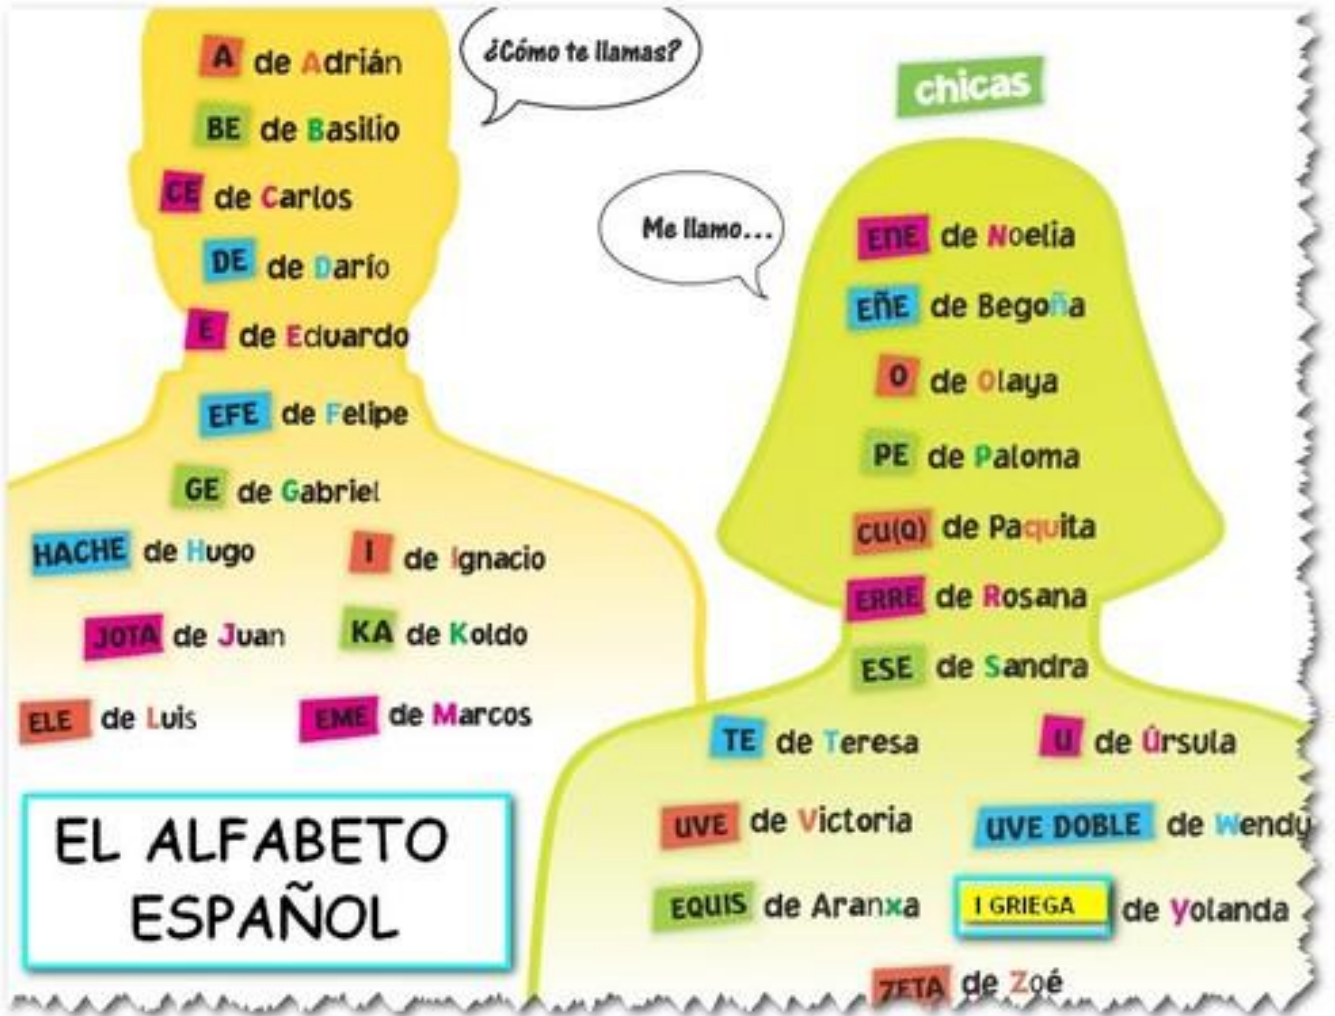 A de Adrián
BE de Basilio
CE de Carlos
DE de Darío
E de Eduardo
EFE de Felipe
GE de Gabriel
HACHE de Hugo
I de Ignacio
JOTA de Juan
KA de Koldo
ELE de Luis
EME de Marcos
EL ALFABETO
ESPAÑOL
¿Cómo te llamas?
Me llamo...
chicas
ENE de Noelia
EÑE de Begoña
O de Olaya
PE de Paloma
CU(Q) de Paquita
ERRE de Rosana
ESE de Sandra
TE de Teresa
U de Úrsula
UVE de Victoria
UVE DOBLE de Wendy
EQUIS de Aranxa
I GRIEGA de Yolanda
ZETA de Zoé